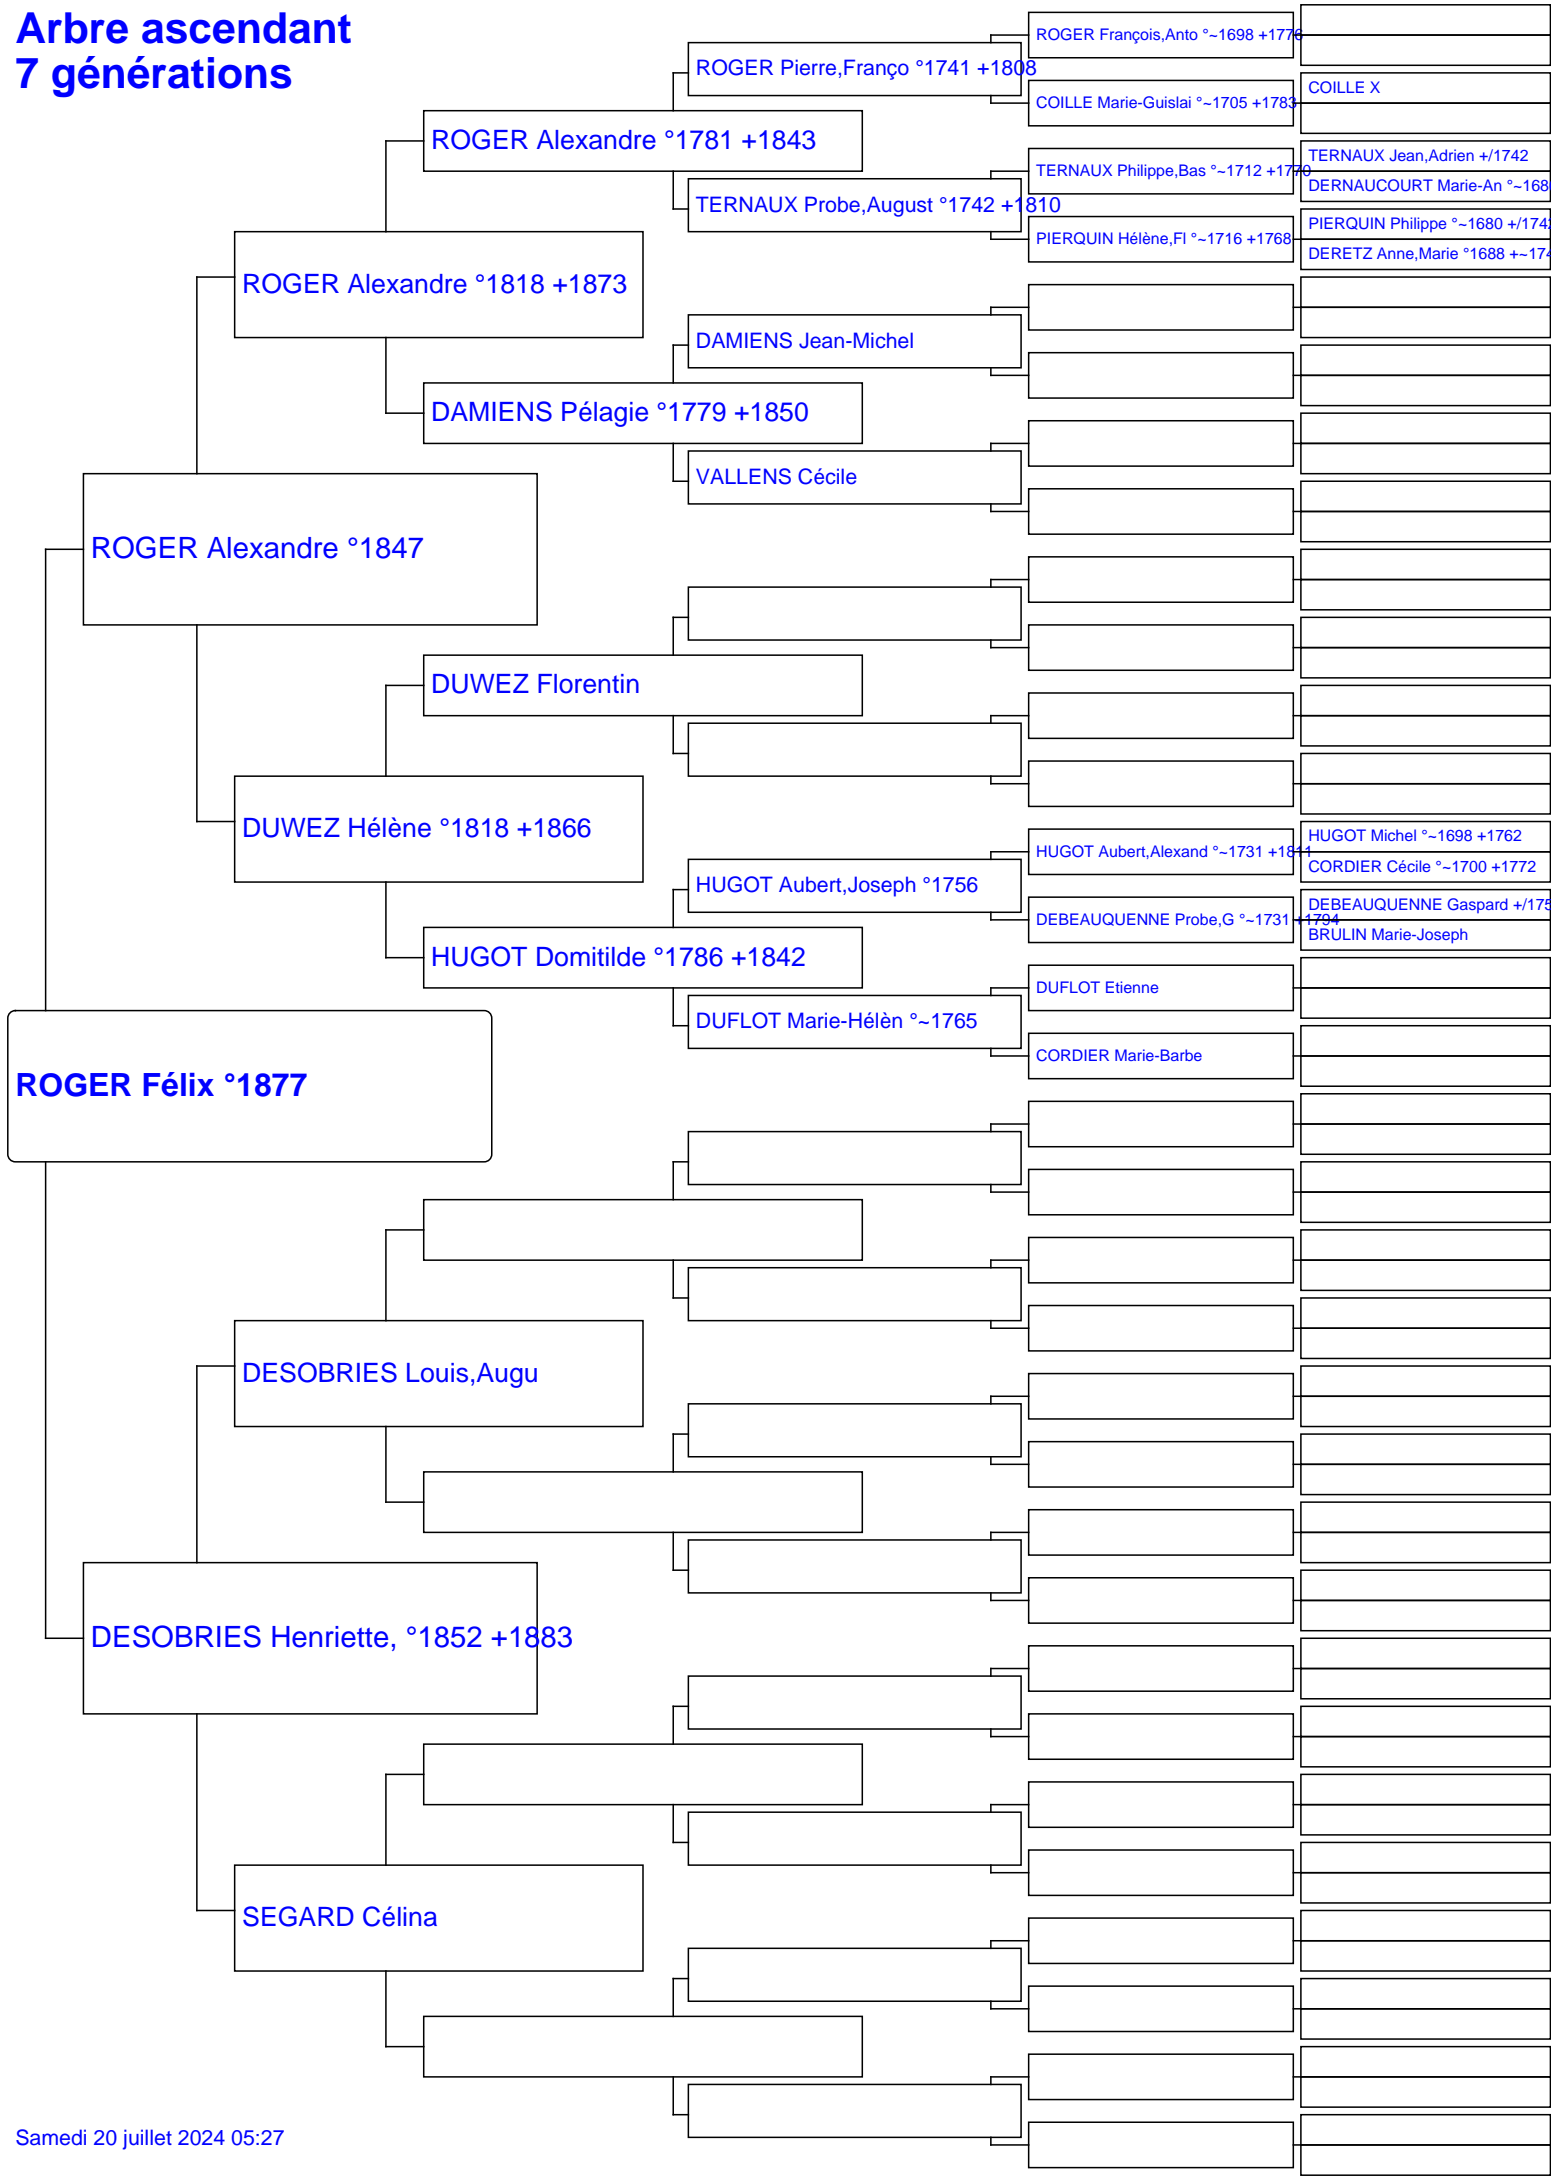 Arbre ascendant
7 générations
ROGER François,Anto °~1698 +1776
COILLE Marie-Guislai °~1705 +1783
TERNAUX Philippe,Bas °~1712 +1770
PIERQUIN Hélène,Fl °~1716 +1768
COILLE X
TERNAUX Jean,Adrien +/1742
DERNAUCOURT Marie-An °~168
PIERQUIN Philippe °~1680 +/174
DERETZ Anne,Marie °1688 +~174
ROGER Pierre,Franço °1741 +1808
TERNAUX Probe,August °1742 +1810
ROGER Alexandre °1781 +1843
ROGER Alexandre °1818 +1873
DAMIENS Jean-Michel
DAMIENS Pélagie °1779 +1850
VALLENS Cécile
ROGER Alexandre °1847
DUWEZ Florentin
DUWEZ Hélène °1818 +1866
HUGOT Aubert,Alexand °~1731 +1811
DEBEAUQUENNE Probe,G °~1731 +1794
HUGOT Michel °~1698 +1762
CORDIER Cécile °~1700 +1772
DEBEAUQUENNE Gaspard +/175
BRULIN Marie-Joseph
HUGOT Aubert,Joseph °1756
HUGOT Domitilde °1786 +1842
DUFLOT Marie-Hélèn °~1765
DUFLOT Etienne
CORDIER Marie-Barbe
ROGER Félix °1877
DESOBRIES Louis,Augu
DESOBRIES Henriette, °1852 +1883
SEGARD Célina
Samedi 20 juillet 2024 05:27